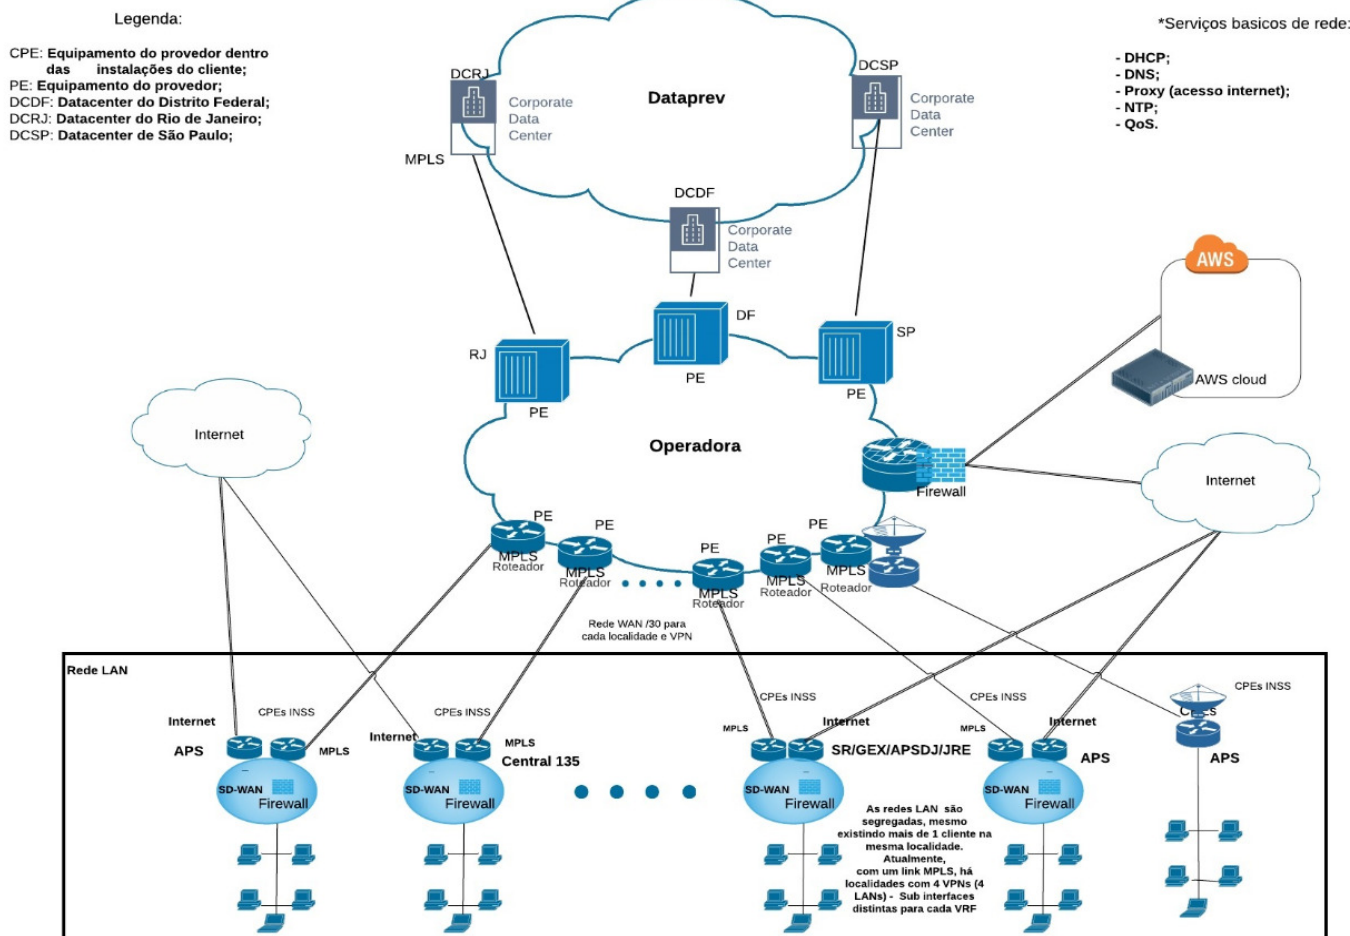 Legenda:
CPE: Equipamento do provedor dentro
das instalações do cliente;
PE: Equipamento do provedor;
DCDF: Datacenter do Distrito Federal;
DCRJ: Datacenter do Rio de Janeiro;
DCSP: Datacenter de São Paulo;
*Serviços basicos de rede:
- DHCP;
- DNS;
- Proxy (acesso internet);
- NTP;
- QoS.
DCRJ
Corporate
Data
Center
MPLS
Dataprev
DCSP
Corporate
Data
Center
DCDF
Corporate
Data
Center
RJ
PE
DF
PE
SP
PE
AWS
AWS cloud
Internet
Operadora
Firewall
Internet
PE
MPLS
Roteador
PE
MPLS
Roteador
PE
MPLS
Roteador
PE
MPLS
Roteador
PE
MPLS
Roteador
Rede WAN /30 para
cada localidade e VPN
Rede LAN
Internet
CPEs INSS
APS
MPLS
SD-WAN
Firewall
Internet
CPEs INSS
MPLS
Central 135
SD-WAN
Firewall
CPEs INSS
MPLS
Internet
SR/GEX/APSDJ/JRE
SD-WAN
Firewall
As redes LAN são
segregadas, mesmo
existindo mais de 1 cliente na
mesma localidade.
Atualmente,
com um link MPLS, há
localidades com 4 VPNs (4
LANs) - Sub interfaces
distintas para cada VRF
CPEs INSS
MPLS
Internet
APS
SD-WAN
Firewall
CPEs INSS
CPEs
APS